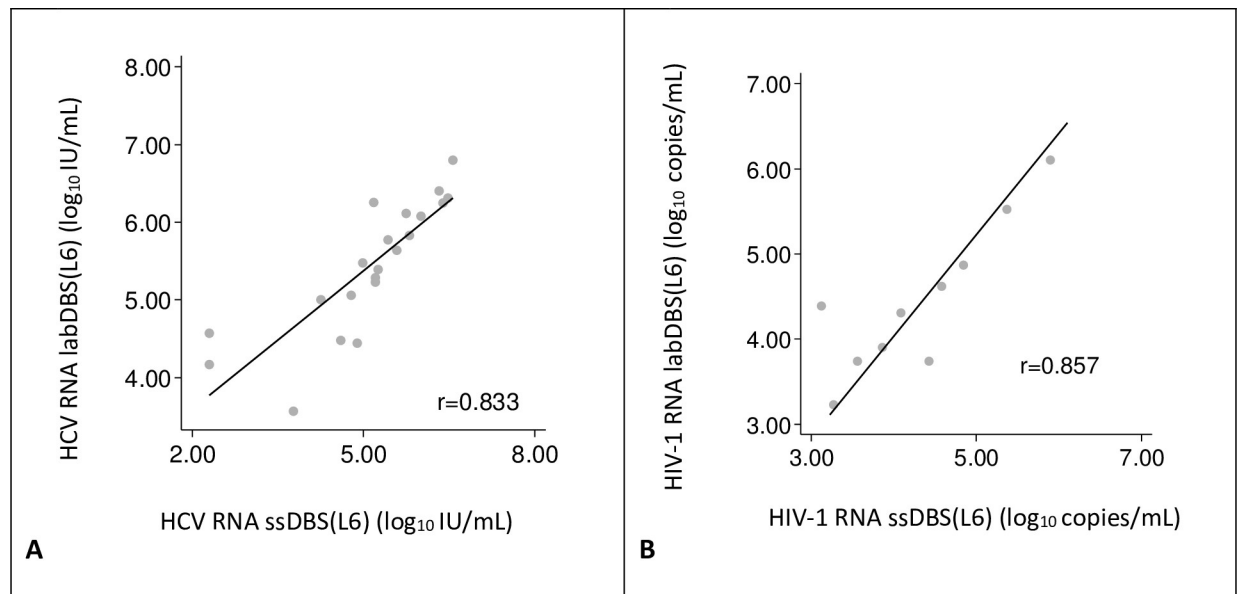 HCV RNA labDBS(L6) (log₁₀ IU/mL)
8.00
7.00
6.00
5.00
4.00
r=0.833
2.00 5.00 8.00
HCV RNA ssDBS(L6) (log₁₀ IU/mL)
A
HIV-1 RNA labDBS(L6) (log₁₀ copies/mL)
7.00
6.00
5.00
4.00
3.00
r=0.857
3.00 5.00 7.00
HIV-1 RNA ssDBS(L6) (log₁₀ copies/mL)
B